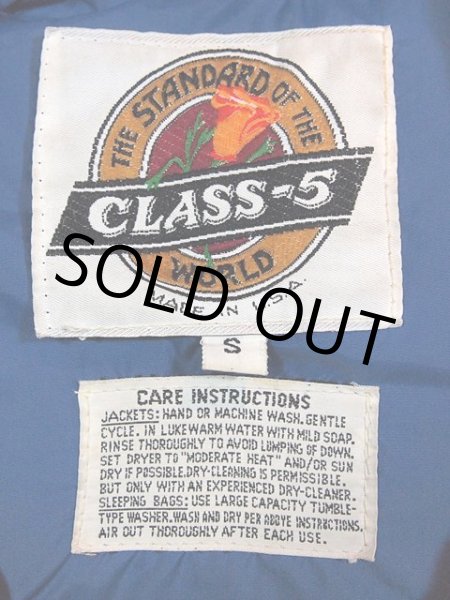 THE STANDARD OF THE
CLASS-5
WORLD
MADE IN U.S.A.
SOLD OUT
S
CARE INSTRUCTIONS
JACKETS: HAND OR MACHINE WASH. GENTLE
CYCLE. IN LUKEWARM WATER WITH MILD SOAP.
RINSE THOROUGHLY TO AVOID LUMPING OF DOWN.
SET DRYER TO "MODERATE HEAT" AND/OR SUN
DRY IF POSSIBLE. DRY-CLEANING IS PERMISSIBLE.
BUT ONLY WITH AN EXPERIENCED DRY-CLEANER.
SLEEPING BAGS: USE LARGE CAPACITY TUMBLE-
TYPE WASHER. WASH AND DRY PER ABOVE INSTRUCTIONS.
AIR OUT THOROUGHLY AFTER EACH USE.